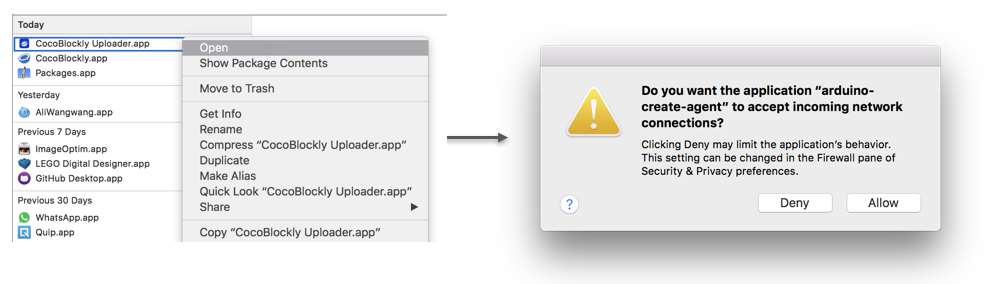 Today
CocoBlockly Uploader.app
CocoBlockly.app
Packages.app
Yesterday
AliWangwang.app
Previous 7 Days
ImageOptim.app
LEGO Digital Designer.app
GitHub Desktop.app
Previous 30 Days
WhatsApp.app
Quip.app
Open
Show Package Contents
Move to Trash
Get Info
Rename
Compress “CocoBlockly Uploader.app”
Duplicate
Make Alias
Quick Look “CocoBlockly Uploader.app”
Share
Copy “CocoBlockly Uploader.app”
Do you want the application “arduino-
create-agent” to accept incoming network
connections?
Clicking Deny may limit the application’s behavior.
This setting can be changed in the Firewall pane of
Security & Privacy preferences.
?
Deny
Allow